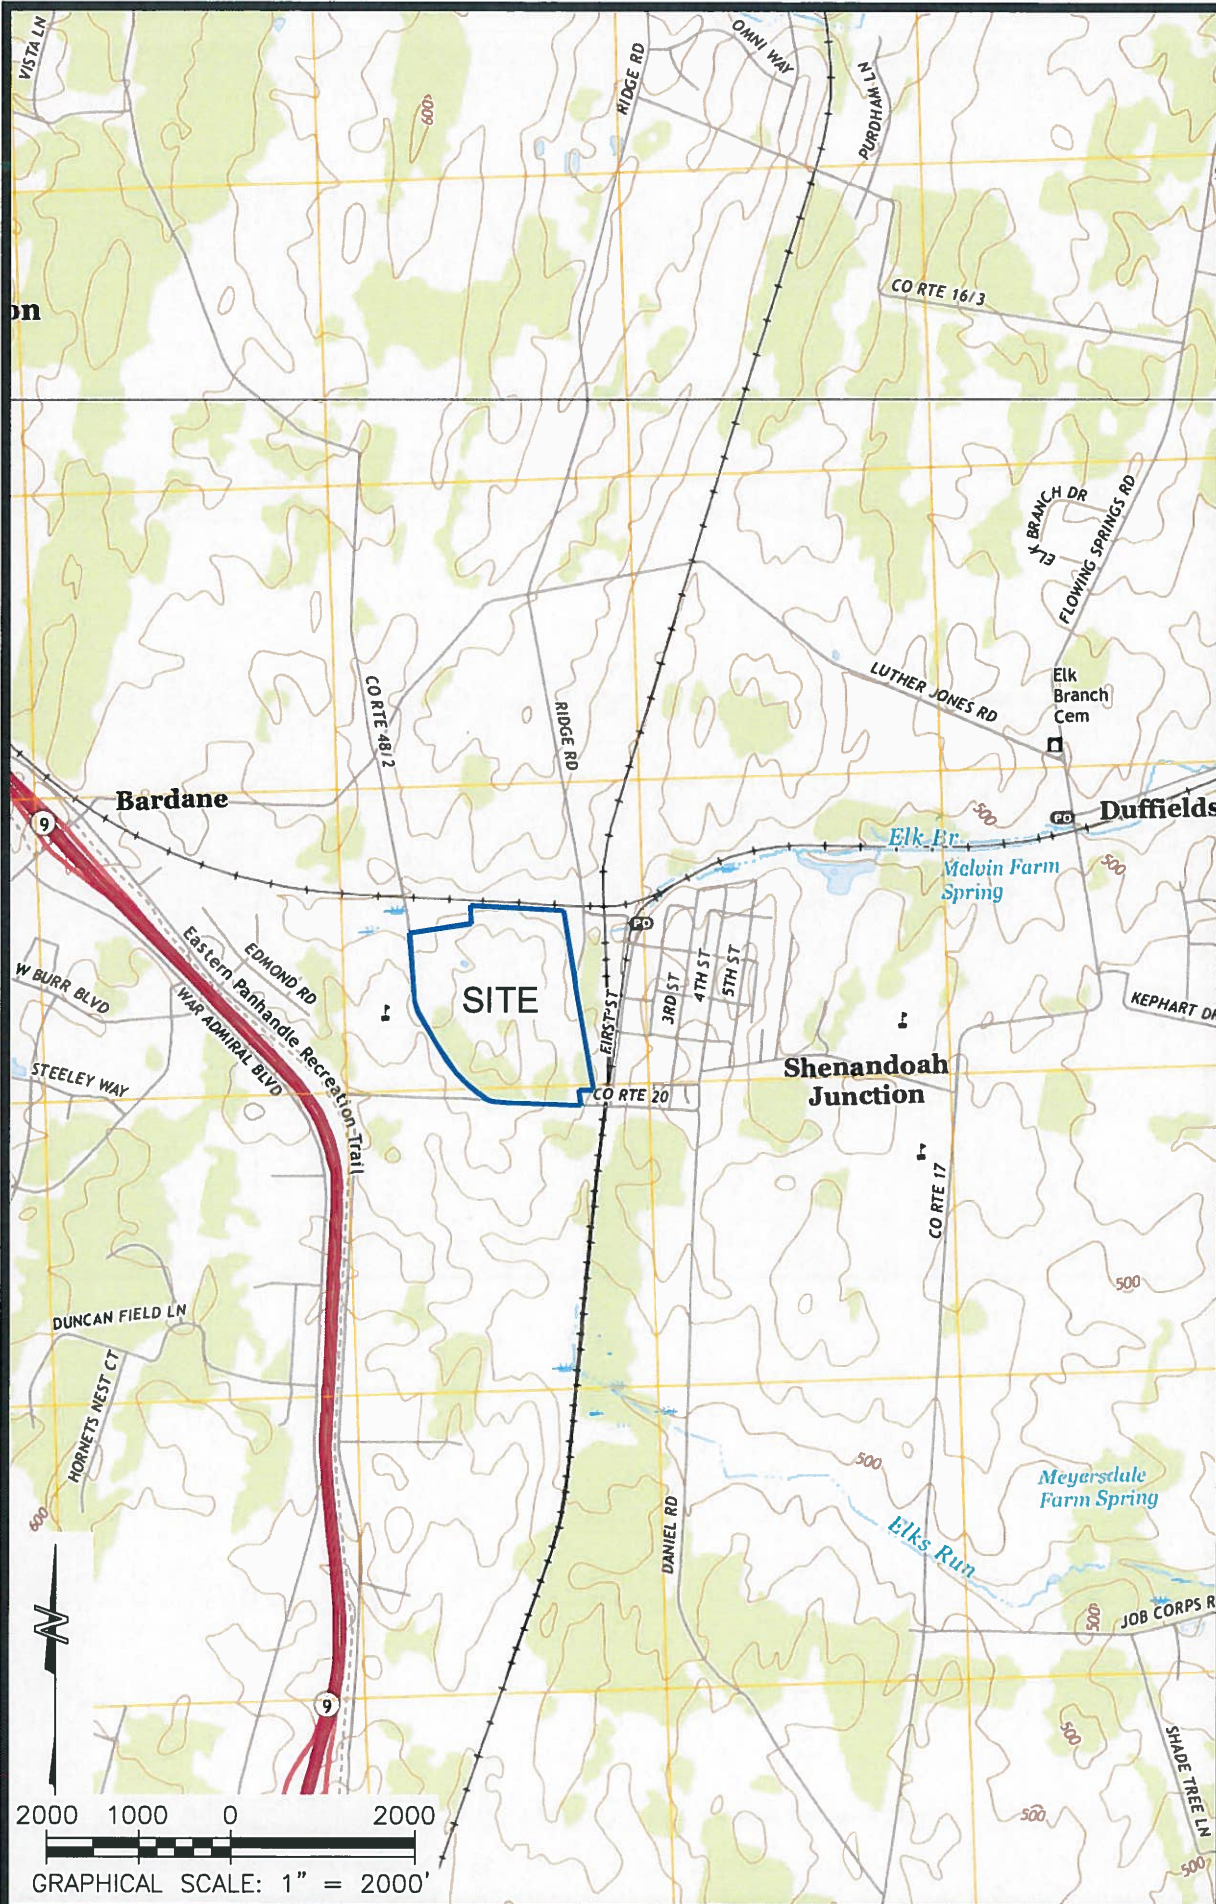 VISTA LN
600
RIDGE RD
OMNI WAY
PURDHAM LN
CO RTE 16/3
on
ELK BRANCH DR
FLOWING SPRINGS RD
CO RTE 48/2
RIDGE RD
LUTHER JONES RD
Elk
Branch
Cem
Bardane
9
500
PO
Duffields
Elk Br
Melvin Farm
Spring
500
PO
Eastern Panhandle Recreation Trail
EDMOND RD
W BURR BLVD
WAR ADMIRAL BLVD
SITE
FIRST ST
3RD ST
4TH ST
5TH ST
KEPHART DR
STEELEY WAY
CO RTE 20
Shenandoah
Junction
CO RTE 17
500
DUNCAN FIELD LN
HORNETS NEST CT
600
500
Meyersdale
Farm Spring
DANIEL RD
Elks Run
500
JOB CORPS R
N
9
500
SHADE TREE LN
500
500
2000 1000 0 2000
GRAPHICAL SCALE: 1" = 2000'